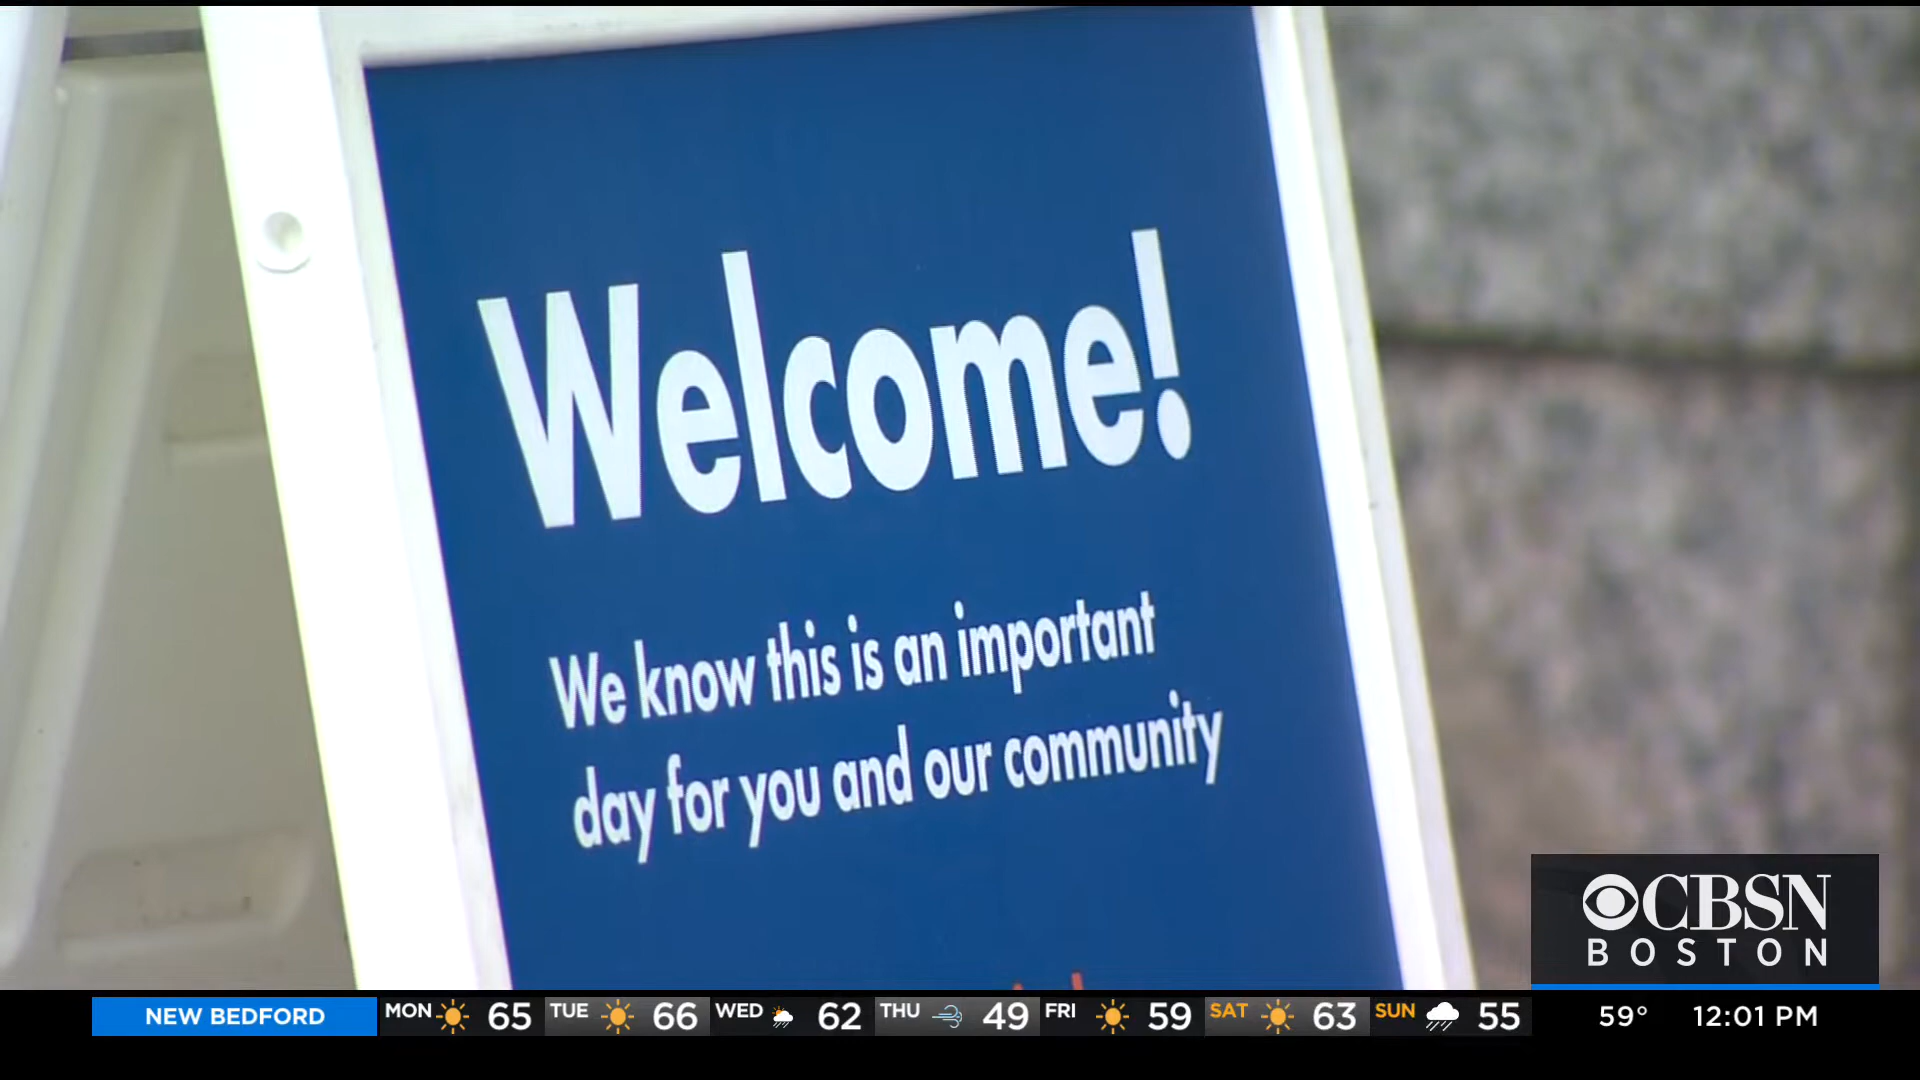 Welcome!
We know this is an important
day for you and our community
CBSN
BOSTON
NEW BEDFORD MON 65 TUE 66 WED 62 THU 49 FRI 59 SAT 63 SUN 55 59° 12:01 PM